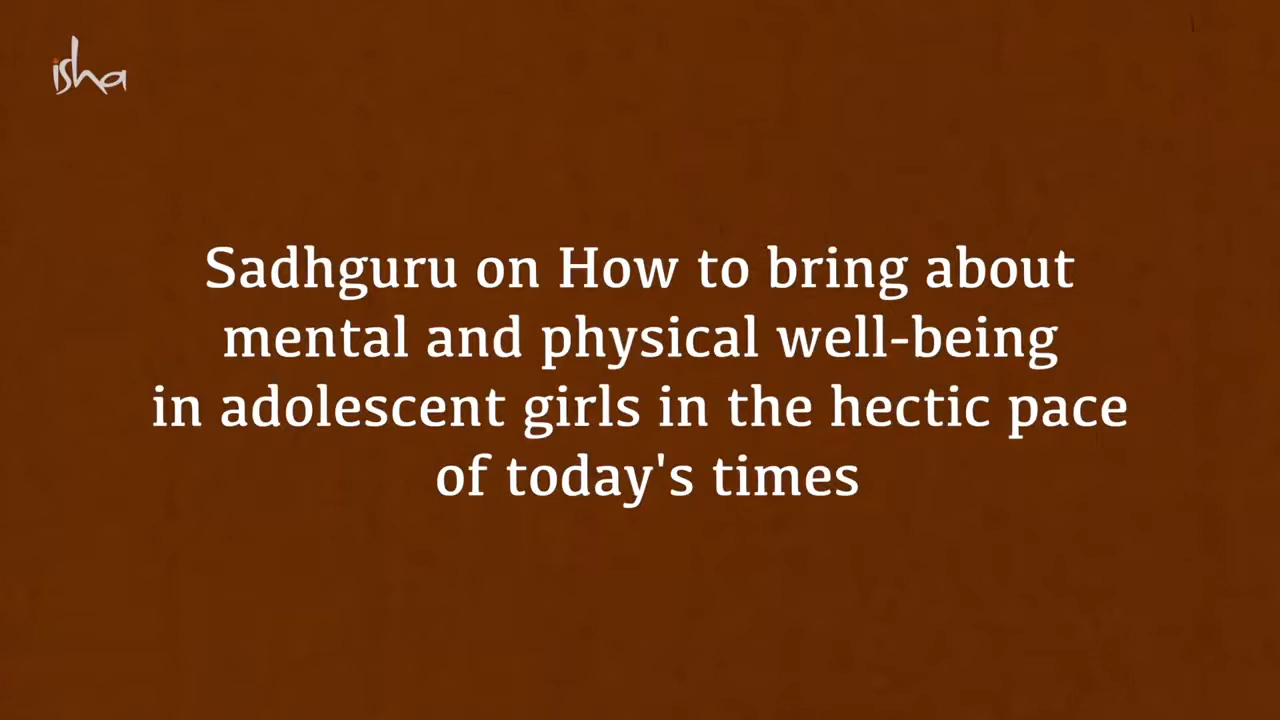 isha
Sadhguru on How to bring about
mental and physical well-being
in adolescent girls in the hectic pace
of today's times